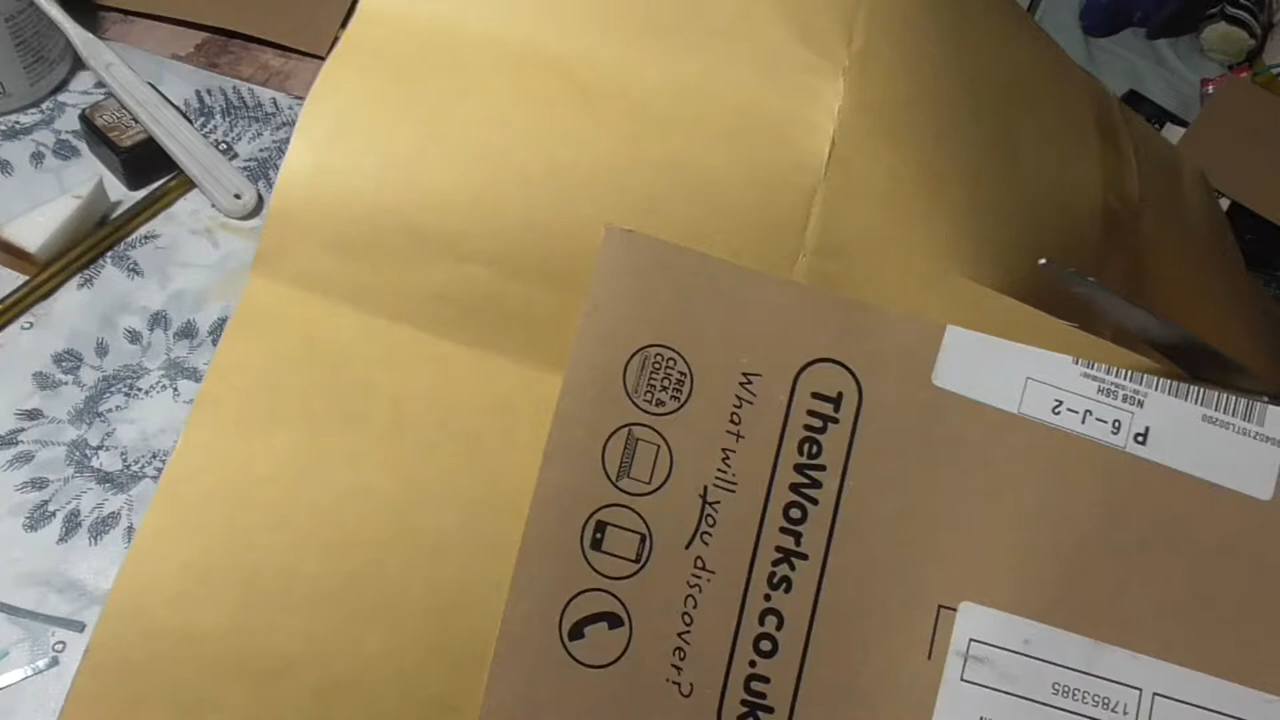 FREE
CLICK &
COLLECT
What will you discover?
TheWorks.co.uk
NG8 5SH
P 6-J-2
17853385